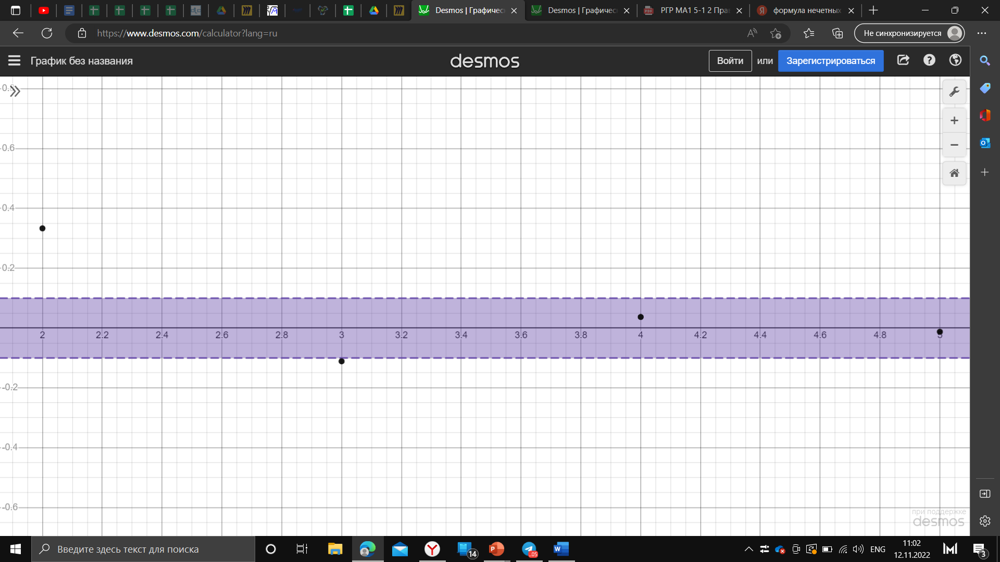 Desmos | Графичес
Desmos | Графичес
РГР МА1 5-1 2 Пра
формула нечетных
https://www.desmos.com/calculator?lang=ru
Не синхронизируется
График без названия
desmos
Войти
или
Зарегистрироваться
0.6
0.4
0.2
2
2.2
2.4
2.6
2.8
3
3.2
3.4
3.6
3.8
4
4.2
4.4
4.6
4.8
5
-0.2
-0.4
-0.6
при поддержке
desmos
Введите здесь текст для поиска
14
..05
ENG
11:02
12.11.2022
3